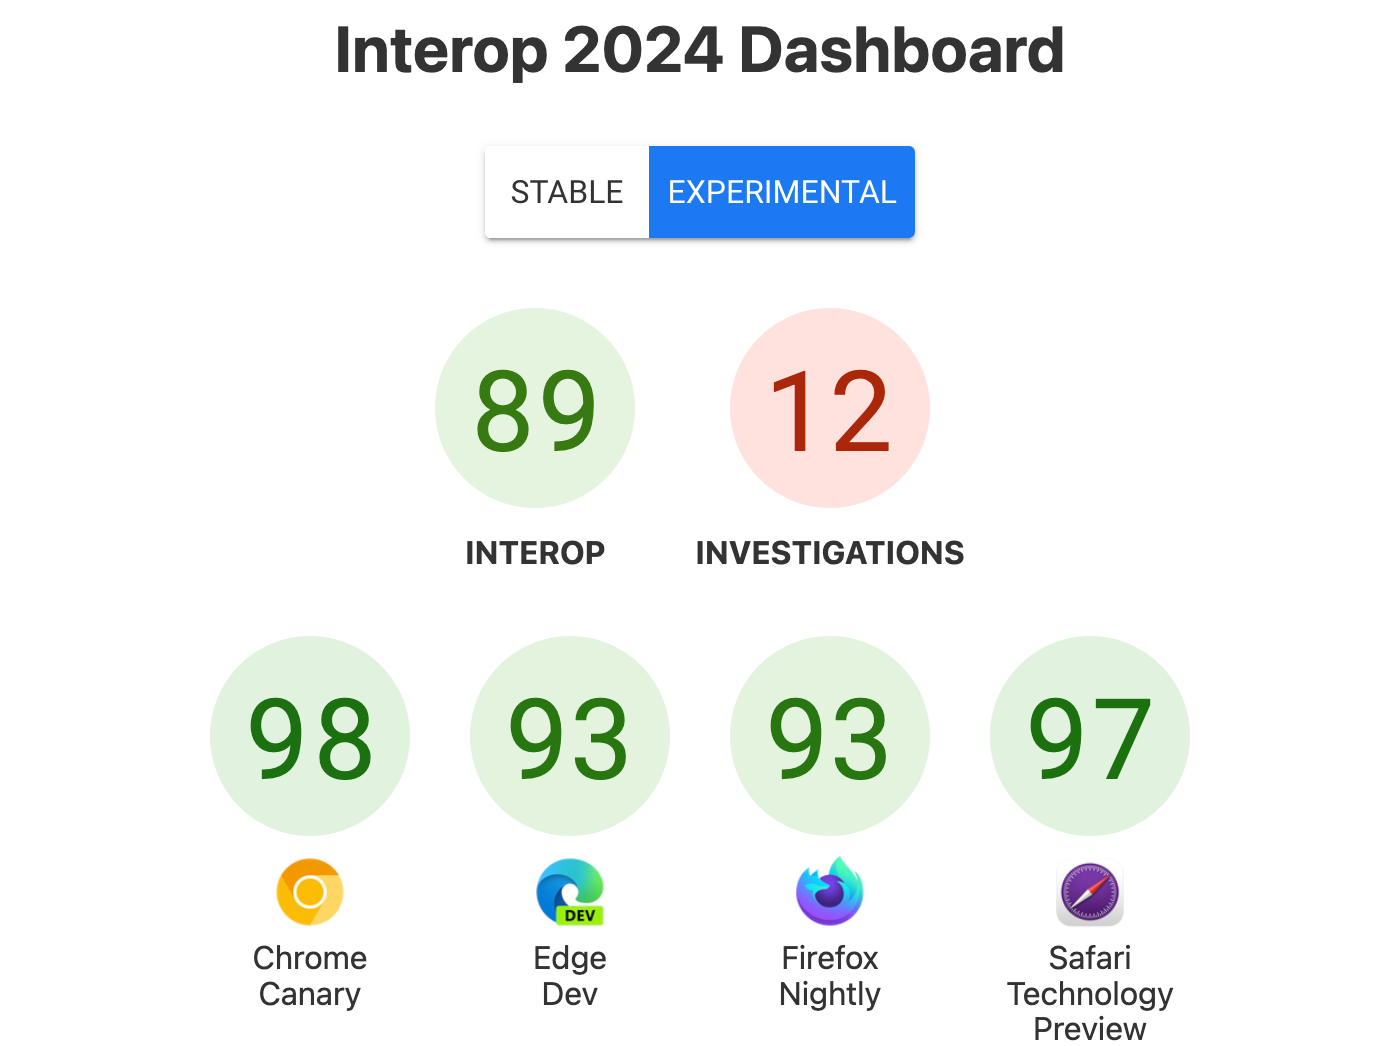 Interop 2024 Dashboard
STABLE EXPERIMENTAL
89 12
INTEROP INVESTIGATIONS
98 93 93 97
DEV
Chrome Edge Firefox Safari
Canary Dev Nightly Technology
Preview